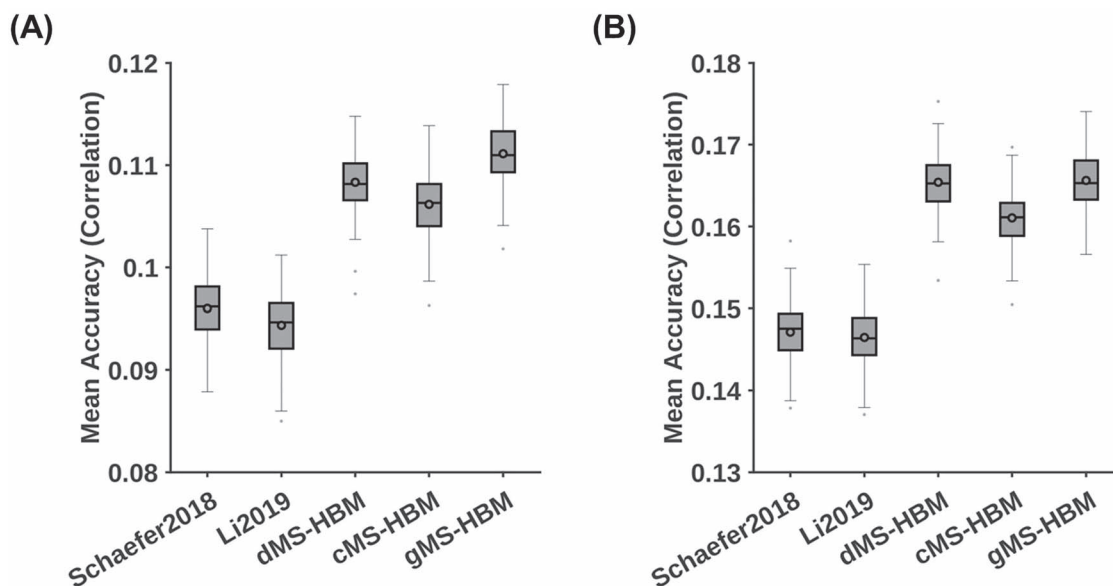 (A)
Mean Accuracy (Correlation)
0.12
0.11
0.1
0.09
0.08
Schaefer2018
Li2019
dMS-HBM
cMS-HBM
gMS-HBM
(B)
Mean Accuracy (Correlation)
0.18
0.17
0.16
0.15
0.14
0.13
Schaefer2018
Li2019
dMS-HBM
cMS-HBM
gMS-HBM